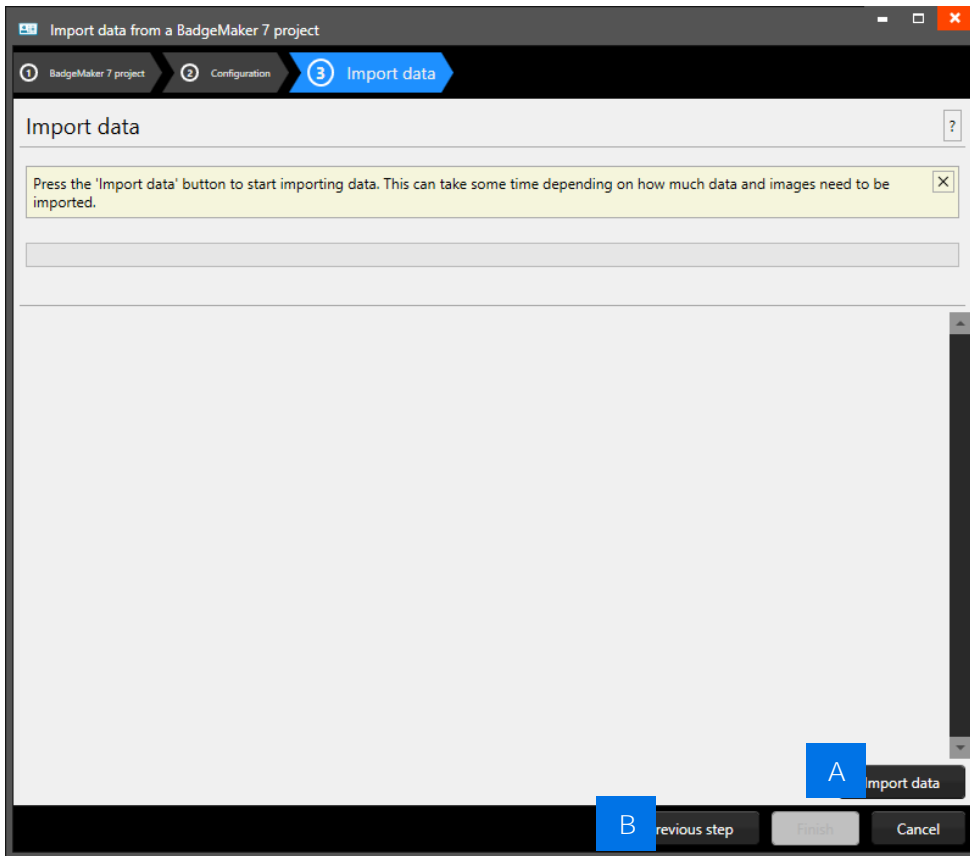 Import data from a BadgeMaker 7 project
1 BadgeMaker 7 project 2 Configuration 3 Import data
Import data ?
Press the 'Import data' button to start importing data. This can take some time depending on how much data and images need to be
imported.
A mport data
B revious step Finish Cancel